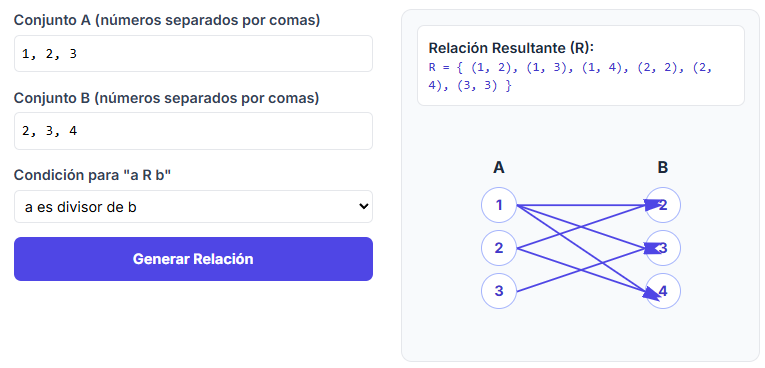 Conjunto A (números separados por comas)
1, 2, 3
Conjunto B (números separados por comas)
2, 3, 4
Condición para "a R b"
a es divisor de b
Generar Relación
Relación Resultante (R):
R = { (1, 2), (1, 3), (1, 4), (2, 2), (2,
4), (3, 3) }
A B
1 2
2 3
3 4